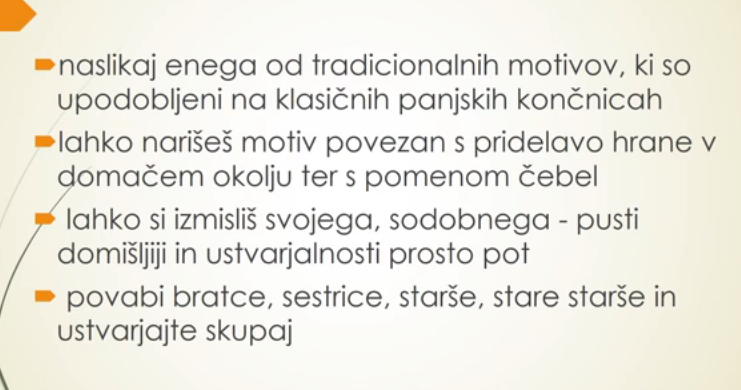 naslikaj enega od tradicionalnih motivov, ki so
upodobljeni na klasičnih panjskih končnicah
lahko narišeš motiv povezan s pridelavo hrane v
domačem okolju ter s pomenom čebel
lahko si izmisliš svojega, sodobnega - pusti
domišljiji in ustvarjalnosti prosto pot
povabi bratce, sestrice, starše, stare starše in
ustvarjajte skupaj